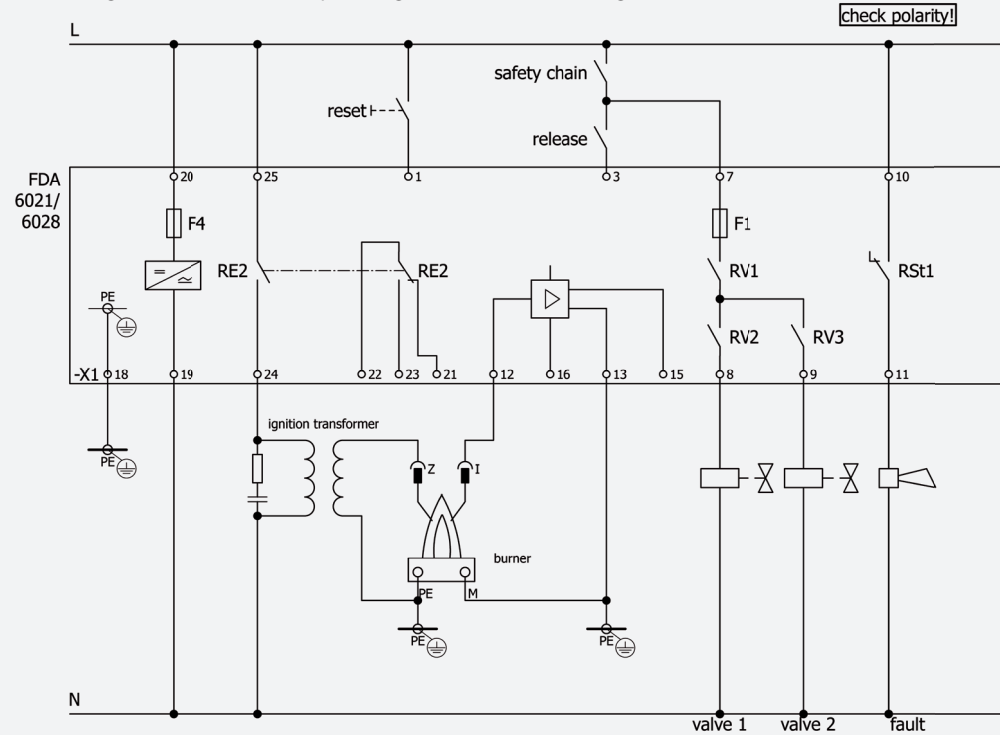 check polarity!
L
safety chain
reset
release
FDA
6021/
6028
20
25
1
3
7
10
F4
F1
RE2
RE2
RV1
RSt1
PE
RV2
RV3
-X1
18
19
24
22
23
21
12
16
13
15
8
9
11
ignition transformer
PE
Z
I
burner
PE
M
PE
PE
N
valve 1
valve 2
fault